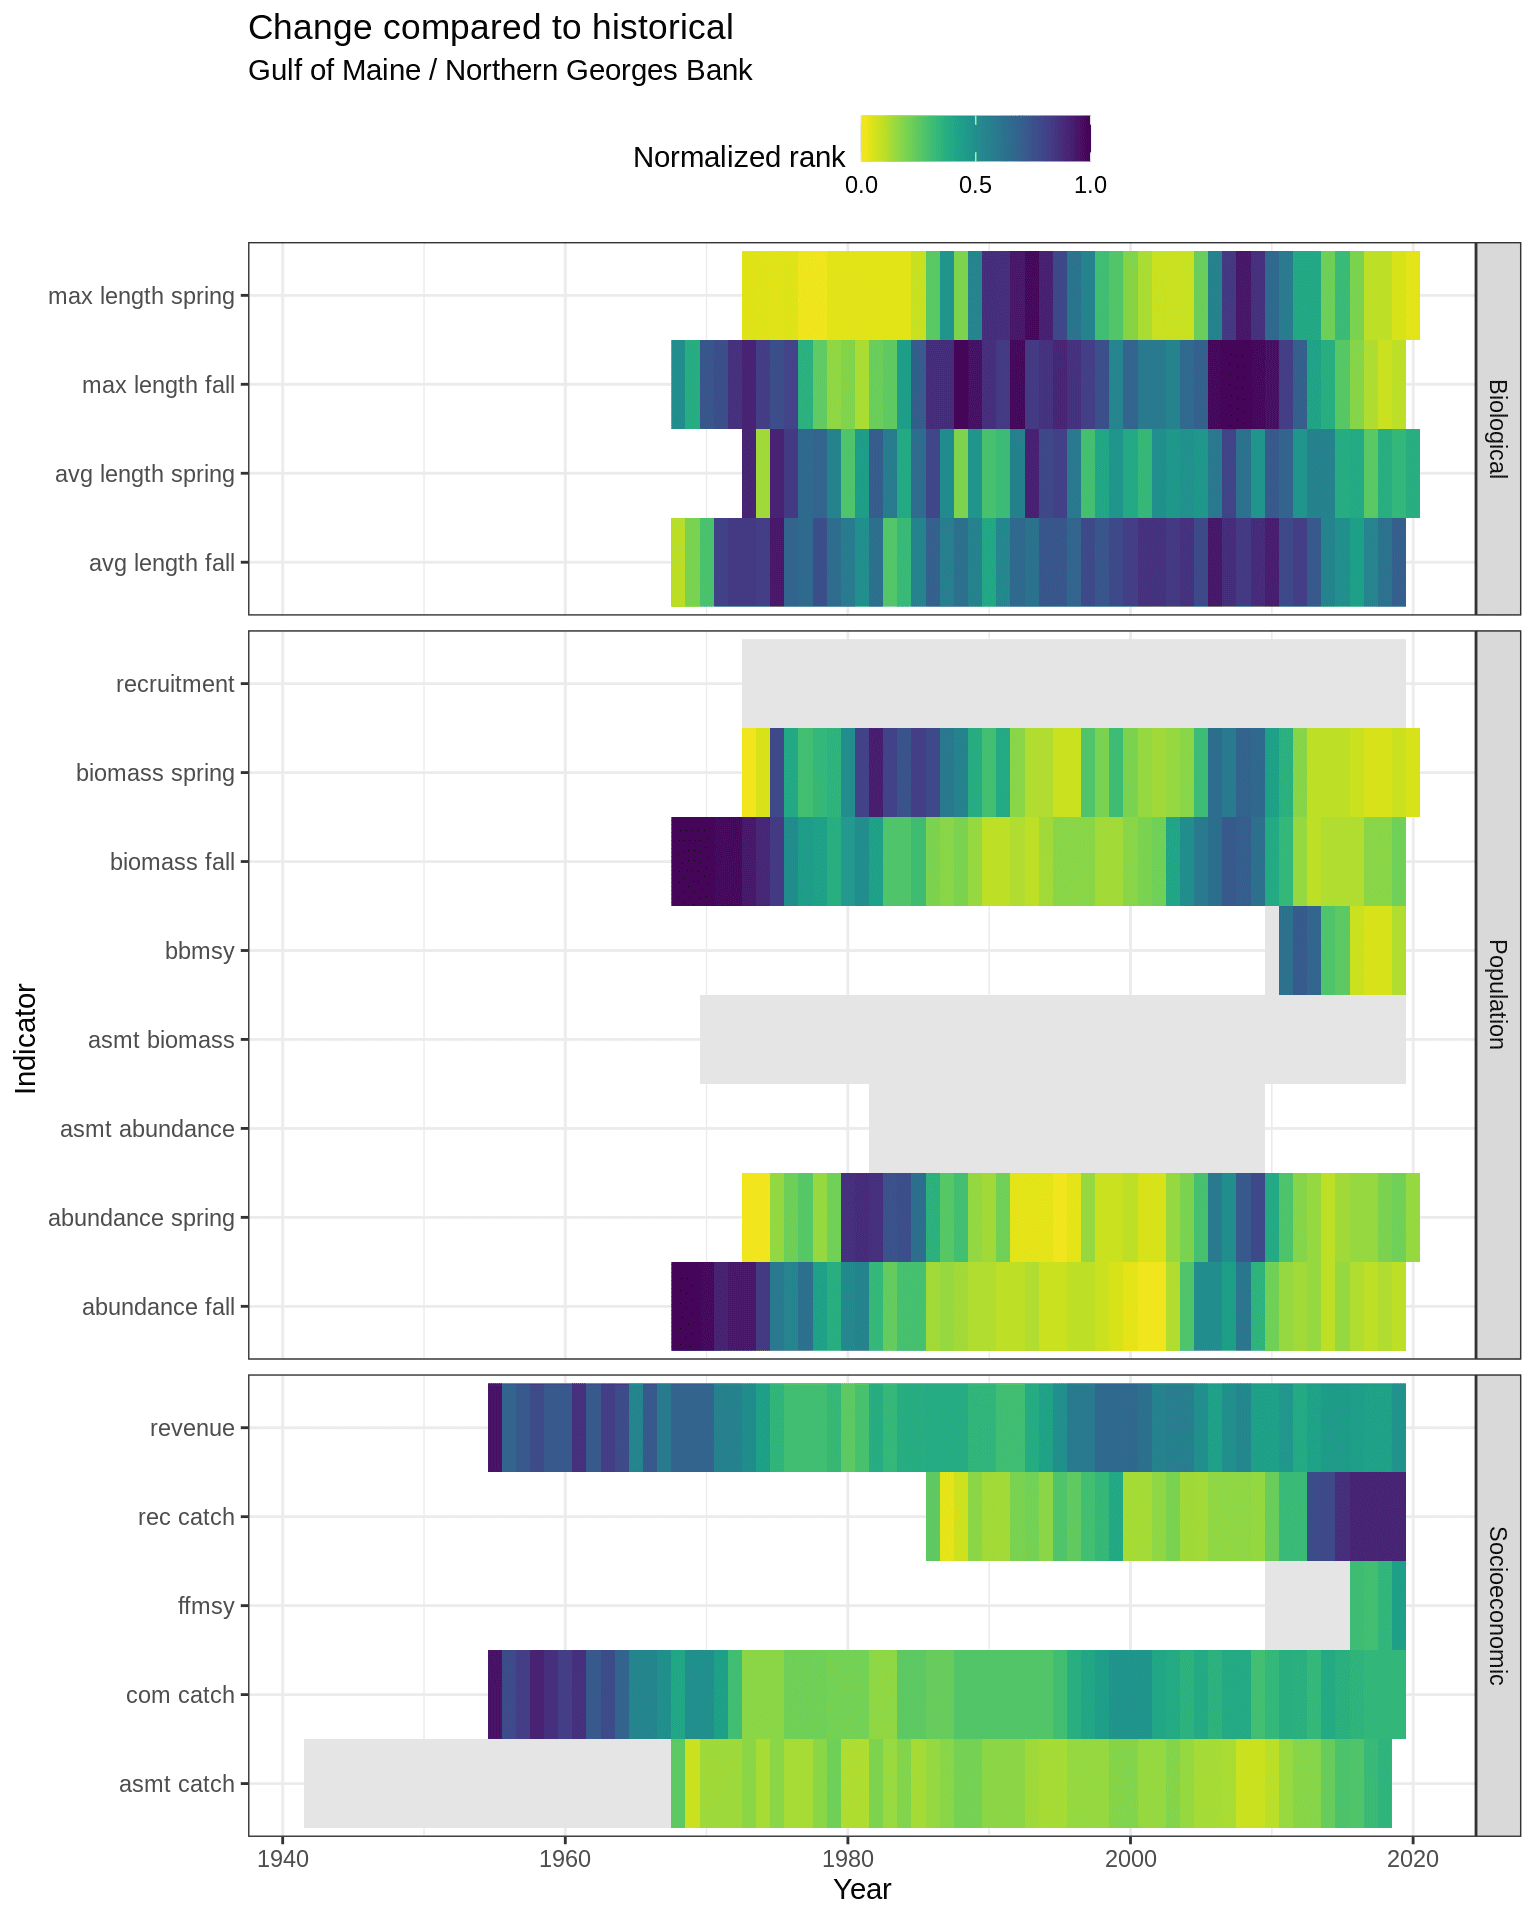 Change compared to historical
Gulf of Maine / Northern Georges Bank
Normalized rank
0.0 0.5 1.0
max length spring
max length fall
avg length spring
avg length fall
Biological
recruitment
biomass spring
biomass fall
bbmsy
asmt biomass
asmt abundance
abundance spring
abundance fall
Population
Indicator
revenue
rec catch
ffmsy
com catch
asmt catch
Socioeconomic
1940 1960 1980 2000 2020
Year